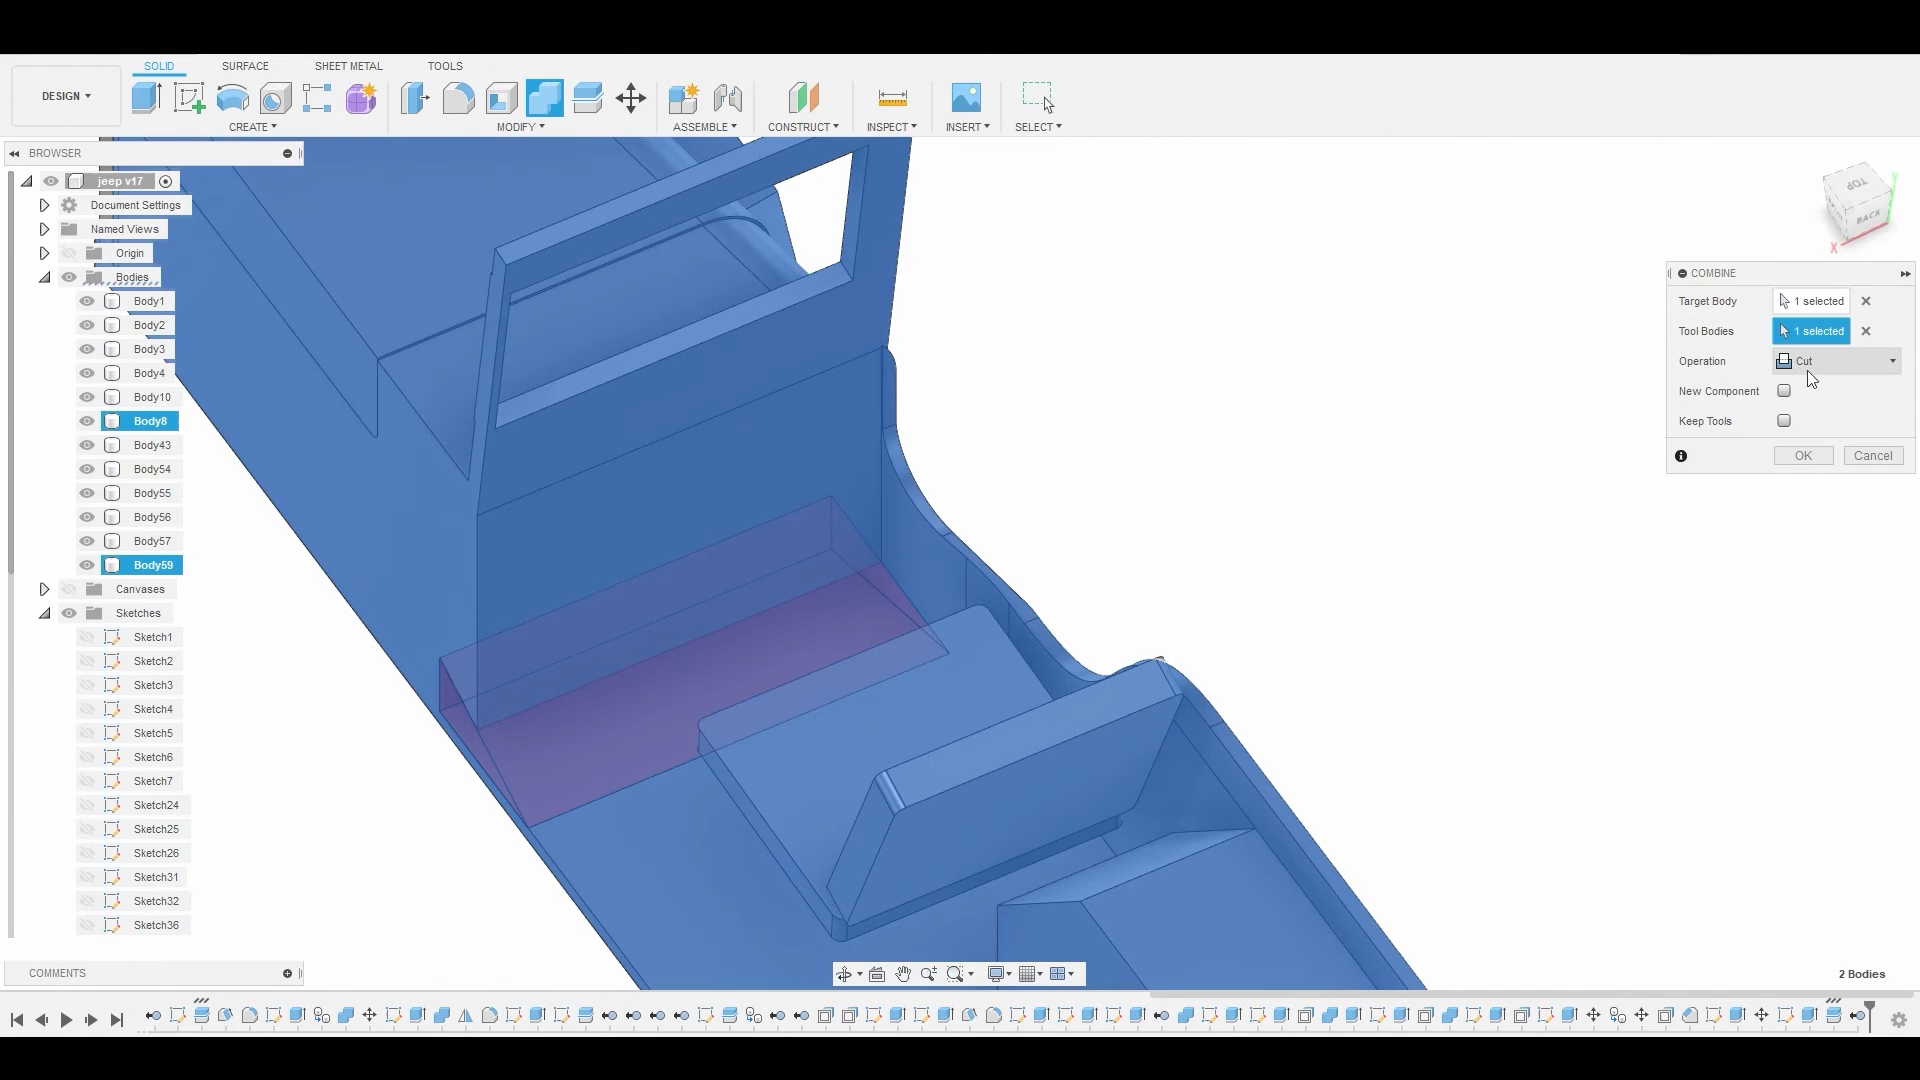 SOLID SURFACE SHEET METAL TOOLS
DESIGN
CREATE MODIFY ASSEMBLE CONSTRUCT INSPECT INSERT SELECT
BROWSER
jeep v17
Document Settings
Named Views
Origin
Bodies
Body1
Body2
Body3
Body4
Body10
Body8
Body43
Body54
Body55
Body56
Body57
Body59
Canvases
Sketches
Sketch1
Sketch2
Sketch3
Sketch4
Sketch5
Sketch6
Sketch7
Sketch24
Sketch25
Sketch26
Sketch31
Sketch32
Sketch36
COMMENTS
TOP
BACK
X
COMBINE
Target Body 1 selected
Tool Bodies 1 selected
Operation Cut
New Component
Keep Tools
OK Cancel
2 Bodies